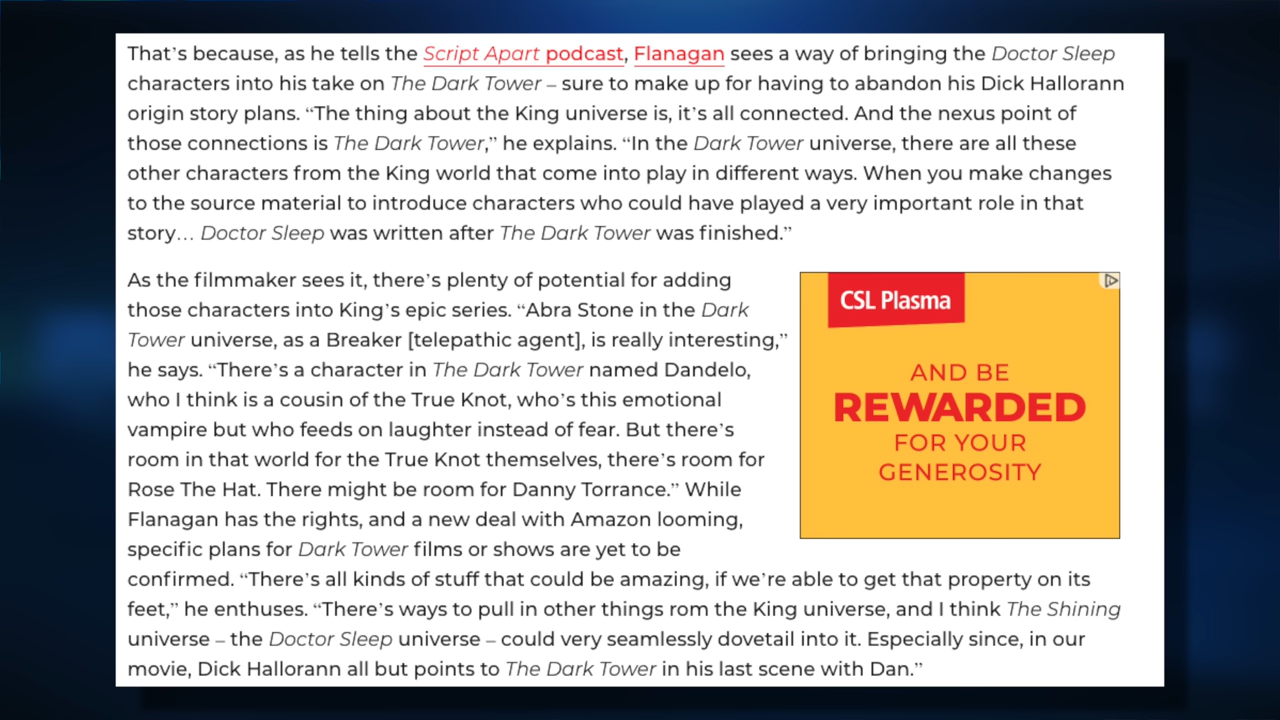 That’s because, as he tells the Script Apart podcast, Flanagan sees a way of bringing the Doctor Sleep
characters into his take on The Dark Tower – sure to make up for having to abandon his Dick Hallorann
origin story plans. “The thing about the King universe is, it’s all connected. And the nexus point of
those connections is The Dark Tower,” he explains. “In the Dark Tower universe, there are all these
other characters from the King world that come into play in different ways. When you make changes
to the source material to introduce characters who could have played a very important role in that
story… Doctor Sleep was written after The Dark Tower was finished.”
As the filmmaker sees it, there’s plenty of potential for adding
those characters into King’s epic series. “Abra Stone in the Dark
Tower universe, as a Breaker [telepathic agent], is really interesting,”
he says. “There’s a character in The Dark Tower named Dandelo,
who I think is a cousin of the True Knot, who’s this emotional
vampire but who feeds on laughter instead of fear. But there’s
room in that world for the True Knot themselves, there’s room for
Rose The Hat. There might be room for Danny Torrance.” While
Flanagan has the rights, and a new deal with Amazon looming,
specific plans for Dark Tower films or shows are yet to be
confirmed. “There’s all kinds of stuff that could be amazing, if we’re able to get that property on its
feet,” he enthuses. “There’s ways to pull in other things rom the King universe, and I think The Shining
universe – the Doctor Sleep universe – could very seamlessly dovetail into it. Especially since, in our
movie, Dick Hallorann all but points to The Dark Tower in his last scene with Dan.”
CSL Plasma
AND BE
REWARDED
FOR YOUR
GENEROSITY